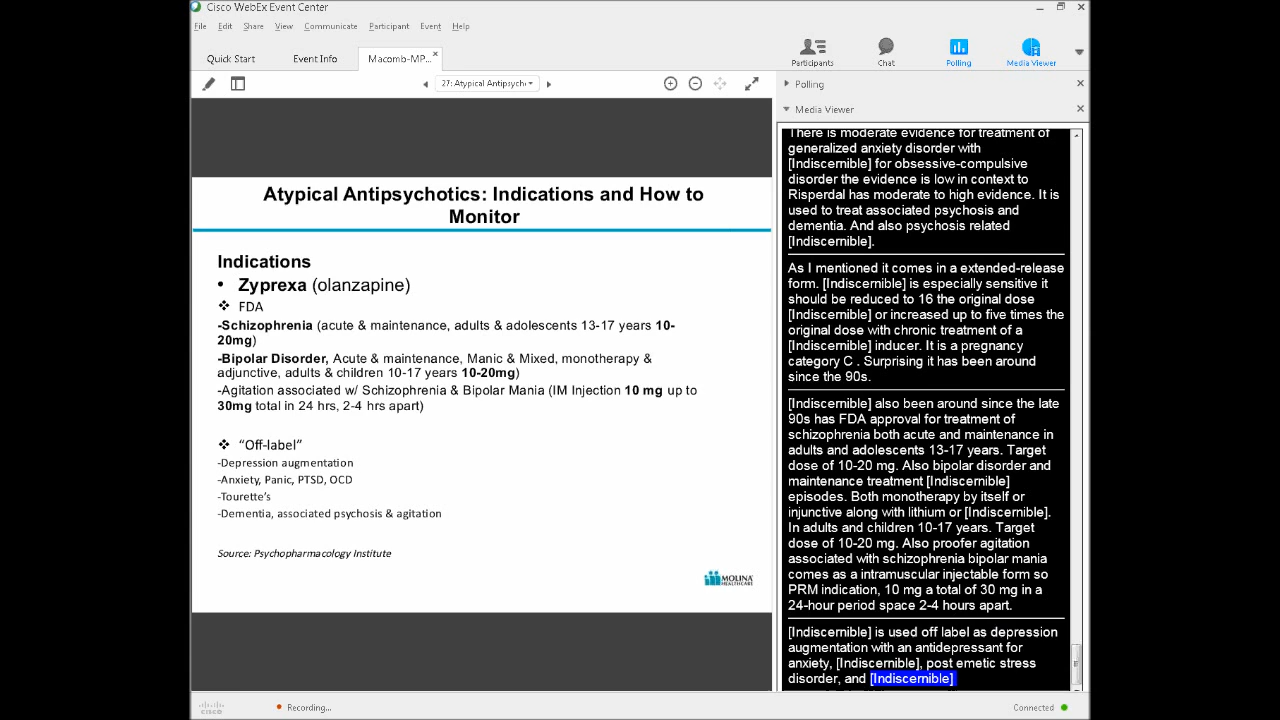 Cisco WebEx Event Center
File Edit Share View Communicate Participant Event Help
Quick Start Event Info Macomb-MP...
Participants Chat Polling Media Viewer
27: Atypical Antipsych
Polling
Media Viewer
Atypical Antipsychotics: Indications and How to
Monitor
Indications
• Zyprexa (olanzapine)
❖ FDA
-Schizophrenia (acute & maintenance, adults & adolescents 13-17 years 10-
20mg)
-Bipolar Disorder, Acute & maintenance, Manic & Mixed, monotherapy &
adjunctive, adults & children 10-17 years 10-20mg)
-Agitation associated w/ Schizophrenia & Bipolar Mania (IM Injection 10 mg up to
30mg total in 24 hrs, 2-4 hrs apart)
❖ “Off-label”
-Depression augmentation
-Anxiety, Panic, PTSD, OCD
-Tourette’s
-Dementia, associated psychosis & agitation
Source: Psychopharmacology Institute
MOLINA
HEALTHCARE
There is moderate evidence for treatment of
generalized anxiety disorder with
[Indiscernible] for obsessive-compulsive
disorder the evidence is low in context to
Risperdal has moderate to high evidence. It is
used to treat associated psychosis and
dementia. And also psychosis related
[Indiscernible].
As I mentioned it comes in a extended-release
form. [Indiscernible] is especially sensitive it
should be reduced to 16 the original dose
[Indiscernible] or increased up to five times the
original dose with chronic treatment of a
[Indiscernible] inducer. It is a pregnancy
category C . Surprising it has been around
since the 90s.
[Indiscernible] also been around since the late
90s has FDA approval for treatment of
schizophrenia both acute and maintenance in
adults and adolescents 13-17 years. Target
dose of 10-20 mg. Also bipolar disorder and
maintenance treatment [Indiscernible]
episodes. Both monotherapy by itself or
injunctive along with lithium or [Indiscernible].
In adults and children 10-17 years. Target
dose of 10-20 mg. Also proofer agitation
associated with schizophrenia bipolar mania
comes as a intramuscular injectable form so
PRM indication, 10 mg a total of 30 mg in a
24-hour period space 2-4 hours apart.
[Indiscernible] is used off label as depression
augmentation with an antidepressant for
anxiety, [Indiscernible], post emetic stress
disorder, and [Indiscernible]
cisco
Recording...
Connected